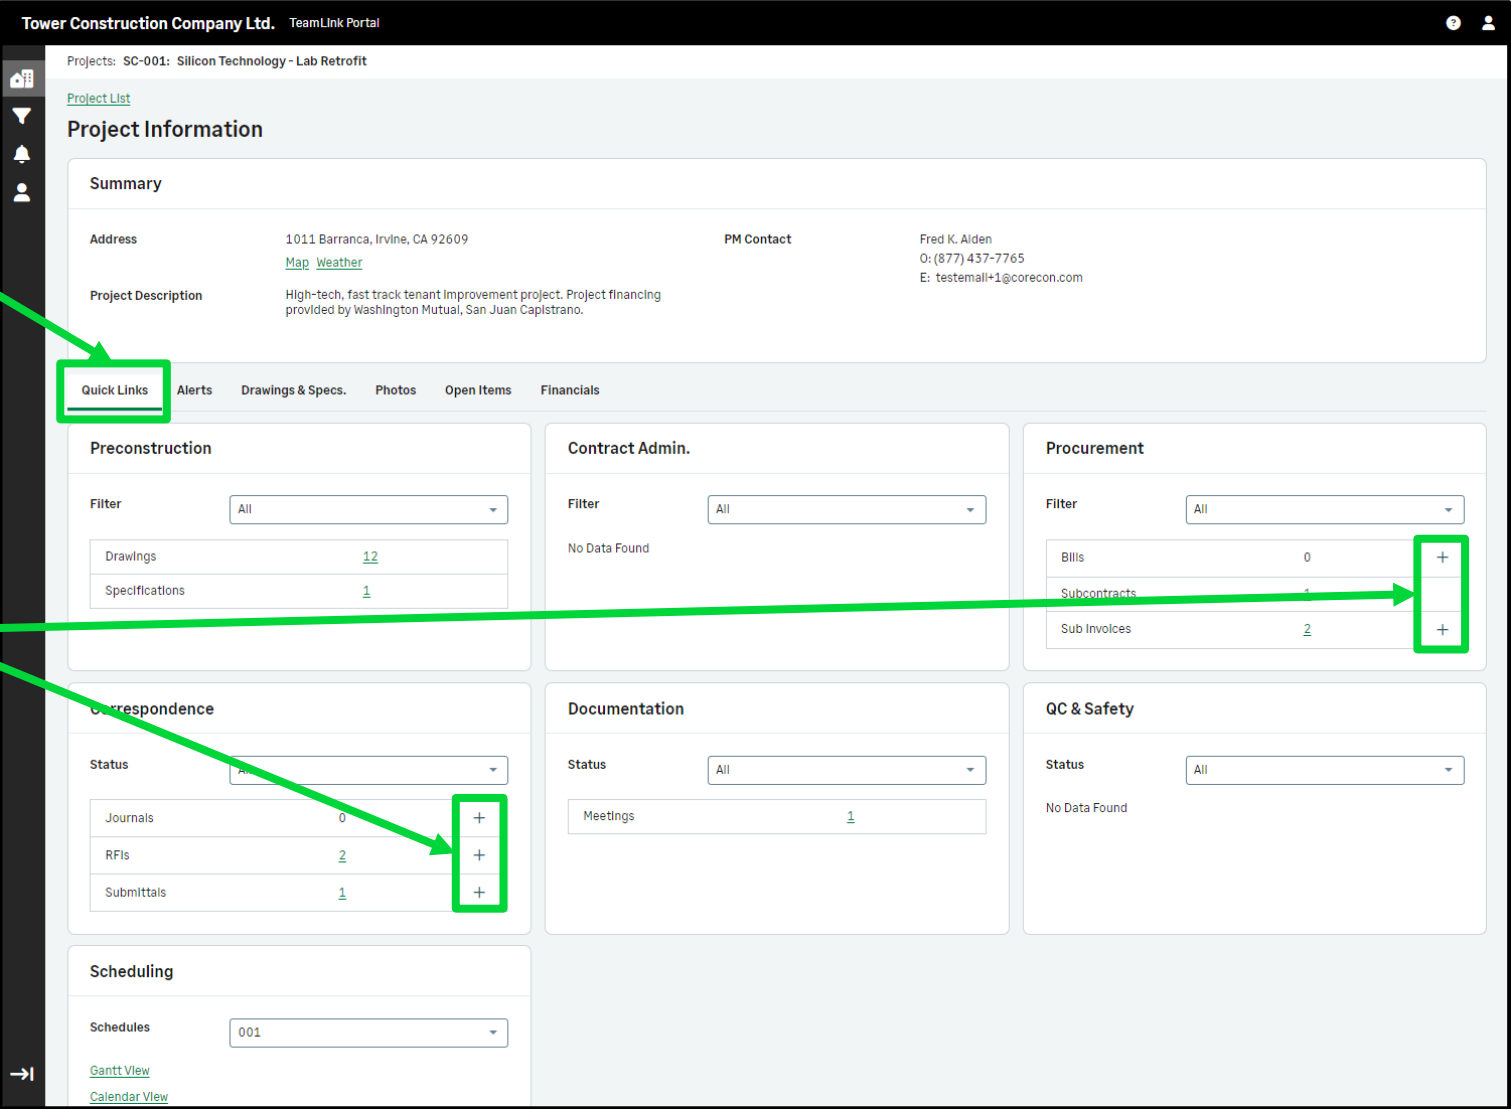 Tower Construction Company Ltd. TeamLink Portal
Projects: SC-001: Silicon Technology - Lab Retrofit
Project List
Project Information
Summary
Address
1011 Barranca, Irvine, CA 92609
Map Weather
PM Contact
Fred K. Alden
O: (877) 437-7765
E: testemail+1@corecon.com
Project Description
High-tech, fast track tenant improvement project. Project financing
provided by Washington Mutual, San Juan Capistrano.
Quick Links Alerts Drawings & Specs. Photos Open Items Financials
Preconstruction
Filter All
Drawings 12
Specifications 1
Contract Admin.
Filter All
No Data Found
Procurement
Filter All
Bills 0 +
Subcontracts 1
Sub Invoices 2 +
Correspondence
Status All
Journals 0 +
RFIs 2 +
Submittals 1 +
Documentation
Status All
Meetings 1
QC & Safety
Status All
No Data Found
Scheduling
Schedules 001
Gantt View
Calendar View